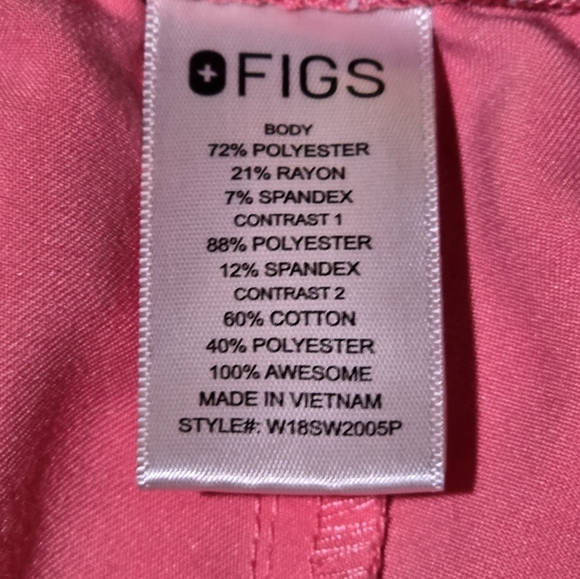 FIGS
BODY
72% POLYESTER
21% RAYON
7% SPANDEX
CONTRAST 1
88% POLYESTER
12% SPANDEX
CONTRAST 2
60% COTTON
40% POLYESTER
100% AWESOME
MADE IN VIETNAM
STYLE#: W18SW2005P